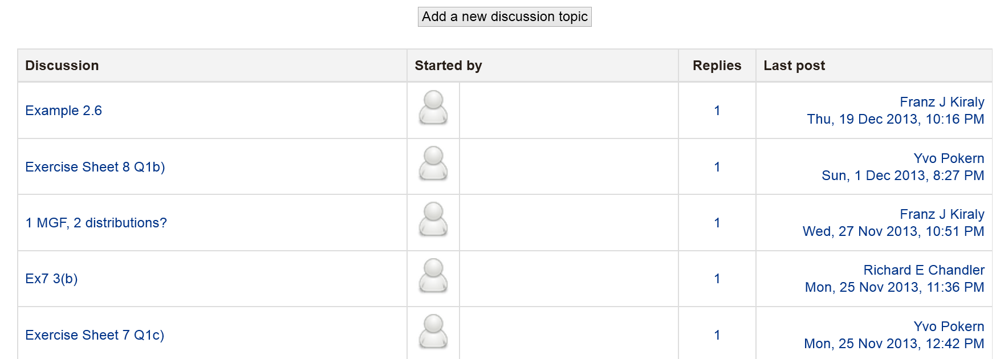 Add a new discussion topic
Discussion Started by Replies Last post
Example 2.6 1 Franz J Kiraly
Thu, 19 Dec 2013, 10:16 PM
Exercise Sheet 8 Q1b) 1 Yvo Pokern
Sun, 1 Dec 2013, 8:27 PM
1 MGF, 2 distributions? 1 Franz J Kiraly
Wed, 27 Nov 2013, 10:51 PM
Ex7 3(b) 1 Richard E Chandler
Mon, 25 Nov 2013, 11:36 PM
Exercise Sheet 7 Q1c) 1 Yvo Pokern
Mon, 25 Nov 2013, 12:42 PM